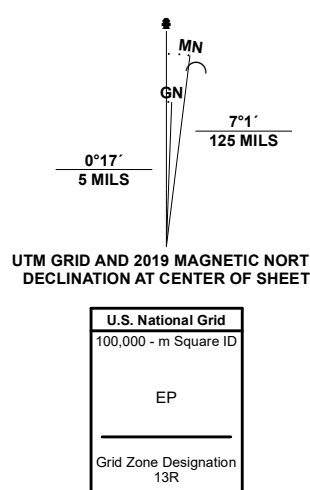 MN
GN
7°1´
125 MILS
0°17´
5 MILS
UTM GRID AND 2019 MAGNETIC NORT
DECLINATION AT CENTER OF SHEET
U.S. National Grid
100,000 - m Square ID
EP
Grid Zone Designation
13R